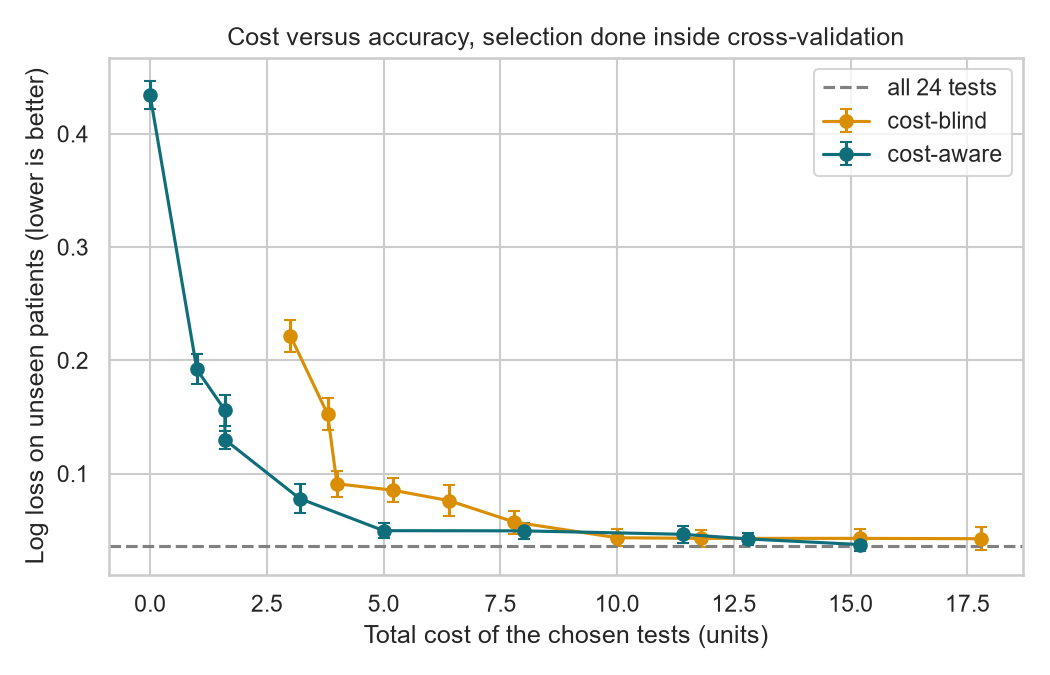 Cost versus accuracy, selection done inside cross-validation
all 24 tests
cost-blind
cost-aware
Log loss on unseen patients (lower is better)
0.4
0.3
0.2
0.1
0.0 2.5 5.0 7.5 10.0 12.5 15.0 17.5
Total cost of the chosen tests (units)